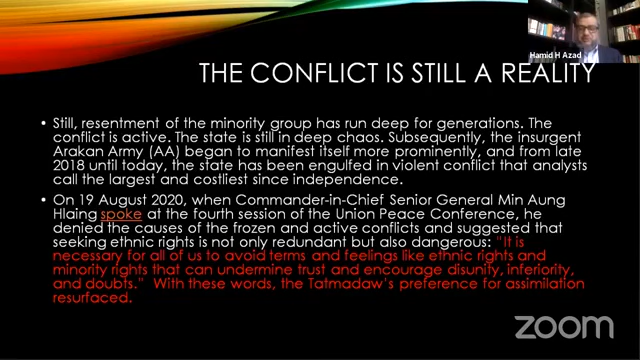 Hamid H Azad
THE CONFLICT IS STILL A REALITY
• Still, resentment of the minority group has run deep for generations. The
conflict is active. The state is still in deep chaos. Subsequently, the insurgent
Arakan Army (AA) began to manifest itself more prominently, and from late
2018 until today, the state has been engulfed in violent conflict that analysts
call the largest and costliest since independence.
• On 19 August 2020, when Commander-in-Chief Senior General Min Aung
Hlaing spoke at the fourth session of the Union Peace Conference, he
denied the causes of the frozen and active conflicts and suggested that
seeking ethnic rights is not only redundant but also dangerous: "It is
necessary for all of us to avoid terms and feelings like ethnic rights and
minority rights that can undermine trust and encourage disunity, inferiority,
and doubts." With these words, the Tatmadaw's preference for assimilation
resurfaced.
zoom